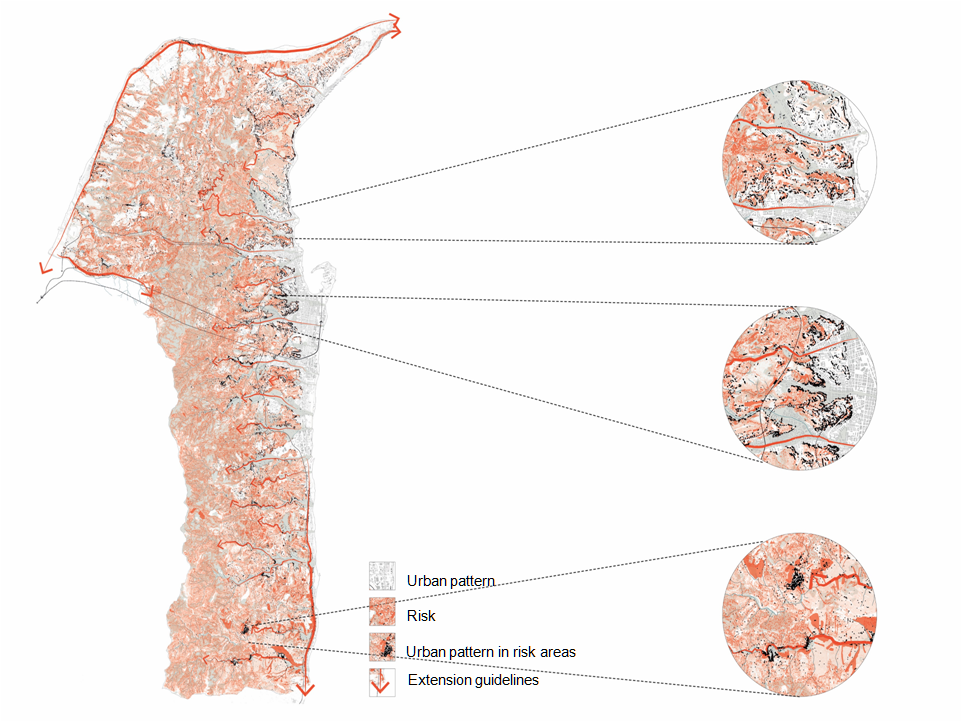 Urban pattern
Risk
Urban pattern in risk areas
Extension guidelines